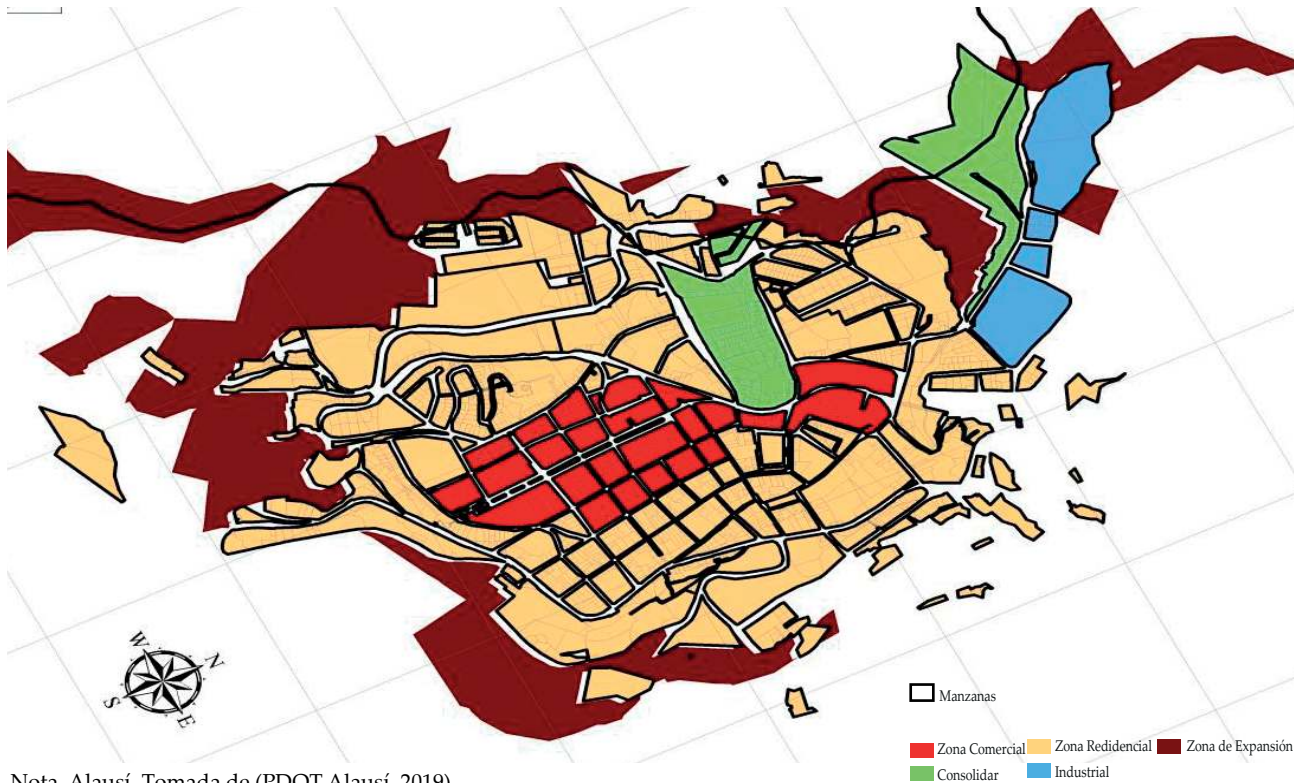 W
N
S
E
Manzanas
Zona Comercial
Zona Redidencial
Zona de Expansión
Consolidar
Industrial
Nota. Alausí. Tomada de (PDOT Alausí, 2019)